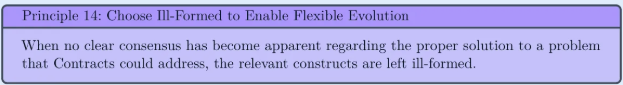 Principle 14: Choose Ill-Formed to Enable Flexible Evolution
When no clear consensus has become apparent regarding the proper solution to a problem
that Contracts could address, the relevant constructs are left ill-formed.